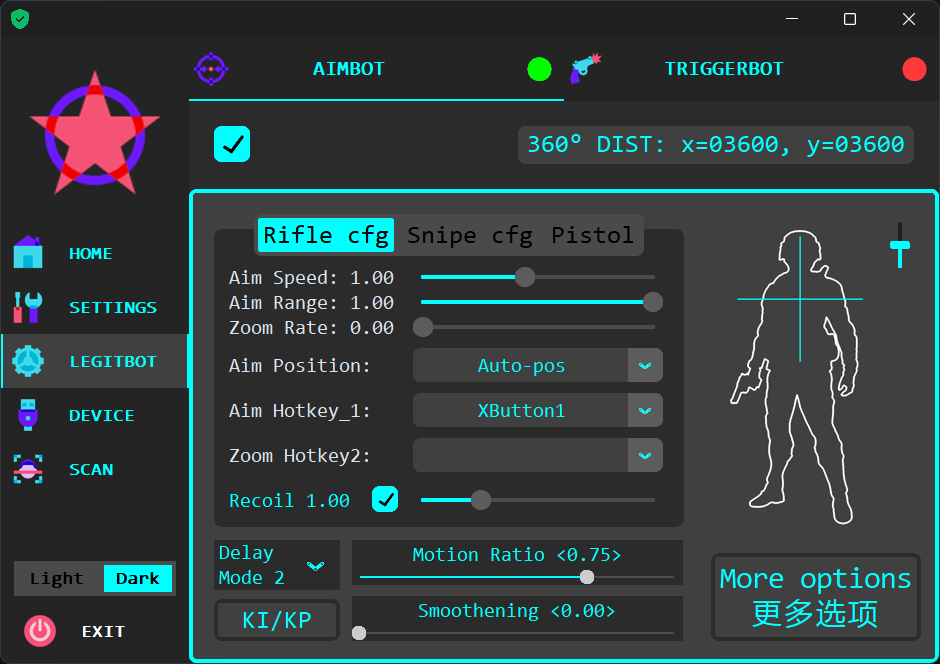 AIMBOT
TRIGGERBOT
360° DIST: x=03600, y=03600
HOME
SETTINGS
LEGITBOT
DEVICE
SCAN
Light Dark
EXIT
Rifle cfg Snipe cfg Pistol
Aim Speed: 1.00
Aim Range: 1.00
Zoom Rate: 0.00
Aim Position: Auto-pos
Aim Hotkey_1: XButton1
Zoom Hotkey2:
Recoil 1.00
Delay
Mode 2
Motion Ratio <0.75>
KI/KP
Smoothening <0.00>
More options
更多选项